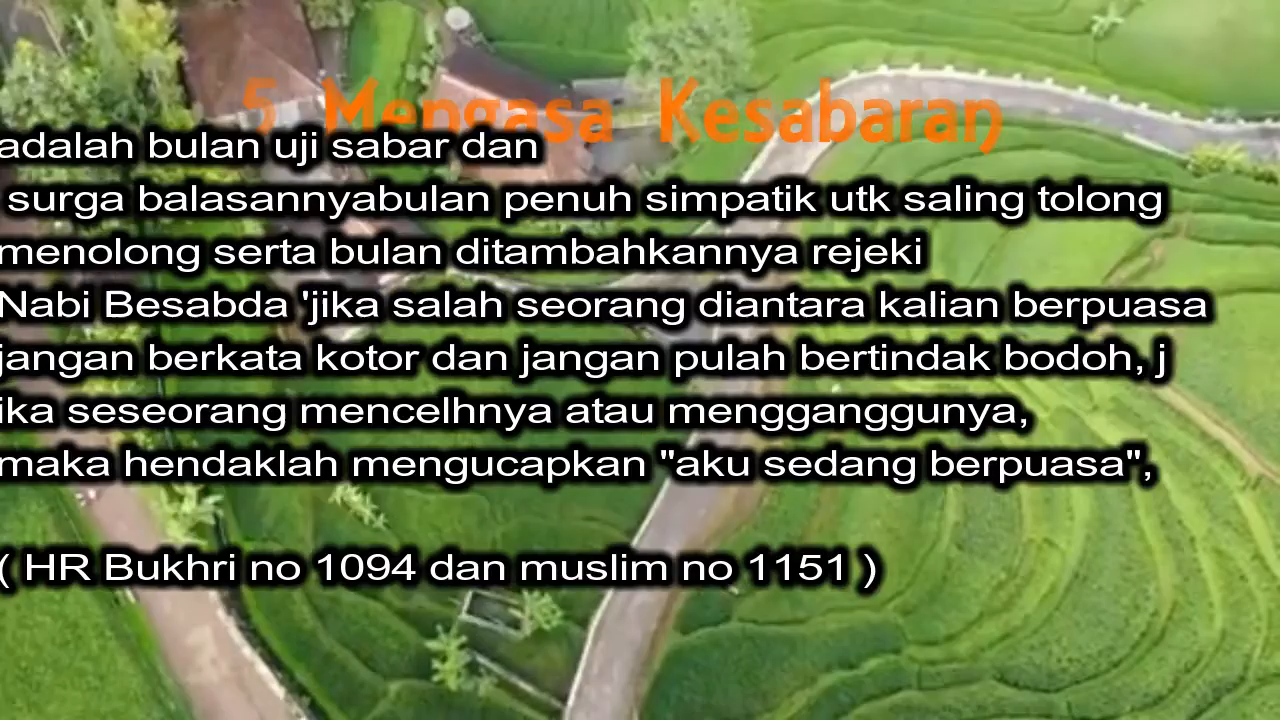 5 Mengasa Kesabaran
adalah bulan uji sabar dan
surga balasannyabulan penuh simpatik utk saling tolong
menolong serta bulan ditambahkannya rejeki
Nabi Besabda 'jika salah seorang diantara kalian berpuasa
jangan berkata kotor dan jangan pulah bertindak bodoh, j
ika seseorang mencelhnya atau mengganggunya,
maka hendaklah mengucapkan "aku sedang berpuasa",
( HR Bukhri no 1094 dan muslim no 1151 )